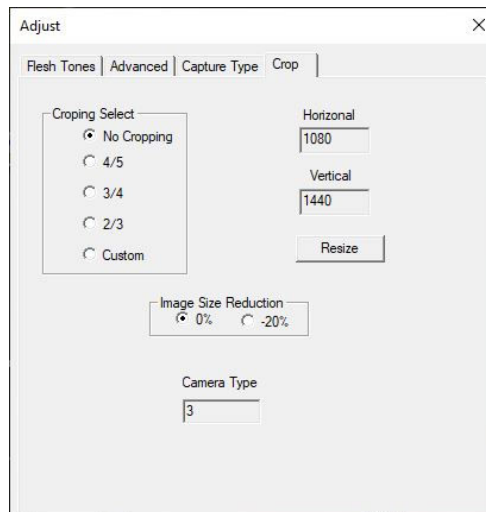 Adjust
Flesh Tones
Advanced
Capture Type
Crop
Croping Select
No Cropping
4/5
3/4
2/3
Custom
Horizonal
1080
Vertical
1440
Resize
Image Size Reduction
0%
-20%
Camera Type
3